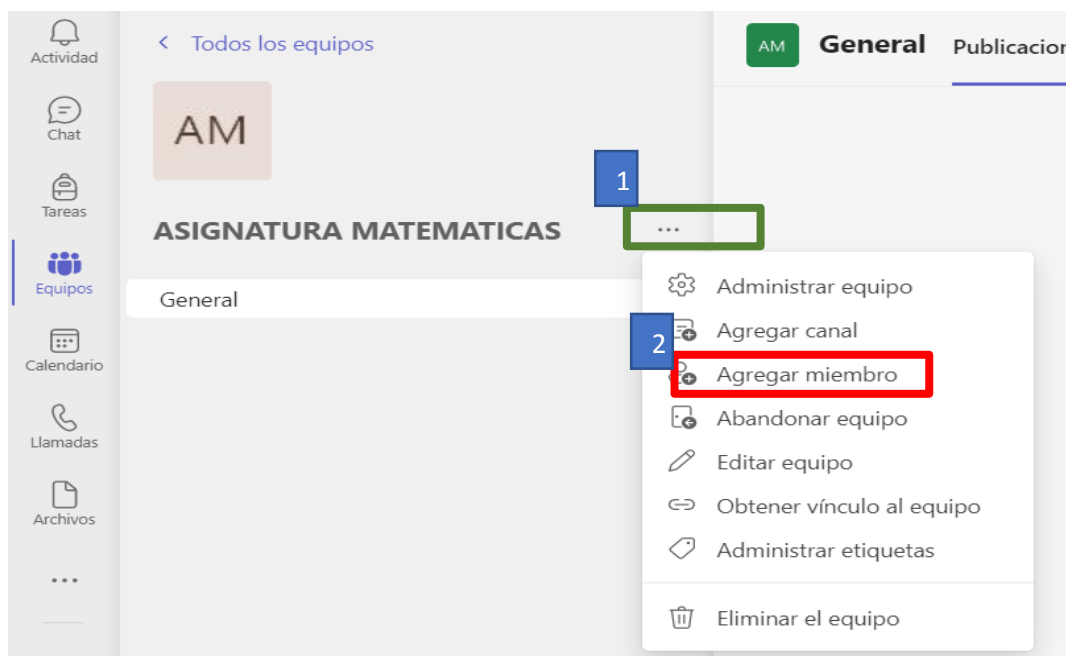 Actividad
Chat
Tareas
Equipos
Calendario
Llamadas
Archivos
...
< Todos los equipos
AM
ASIGNATURA MATEMATICAS
...
General
1
2
Administrar equipo
Agregar canal
Agregar miembro
Abandonar equipo
Editar equipo
Obtener vínculo al equipo
Administrar etiquetas
Eliminar el equipo
AM General Publicacion